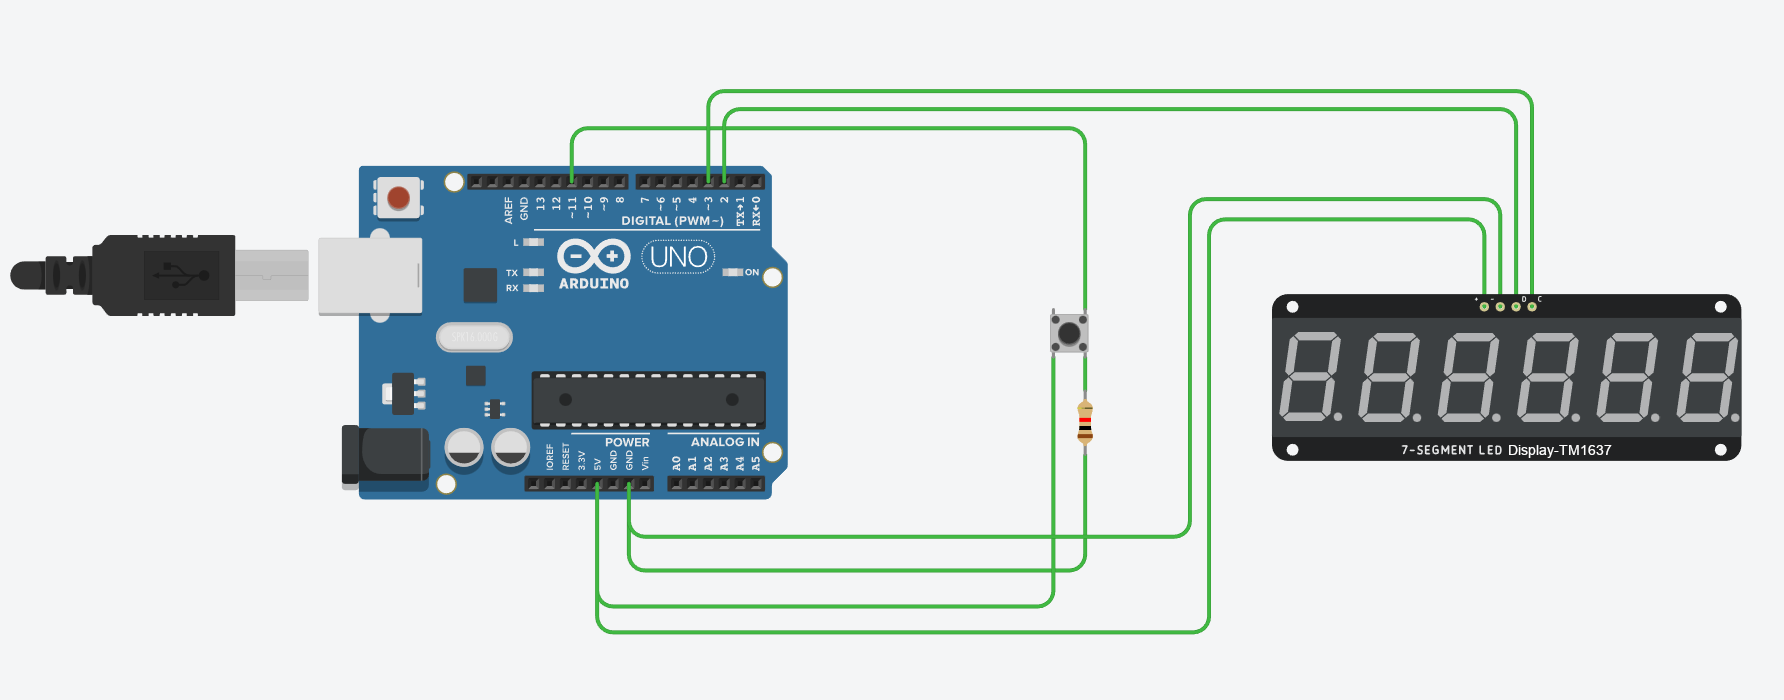 AREF
GND
13
12
~11
~10
~9
8
7
~6
~5
4
~3
2
TX→1
RX←0
DIGITAL (PWM~)
L
TX
RX
UNO
ARDUINO
ON
+ - D C
POWER
ANALOG IN
IOREF
RESET
3.3V
5V
GND
GND
Vin
A0
A1
A2
A3
A4
A5
7-SEGMENT LED Display-TM1637